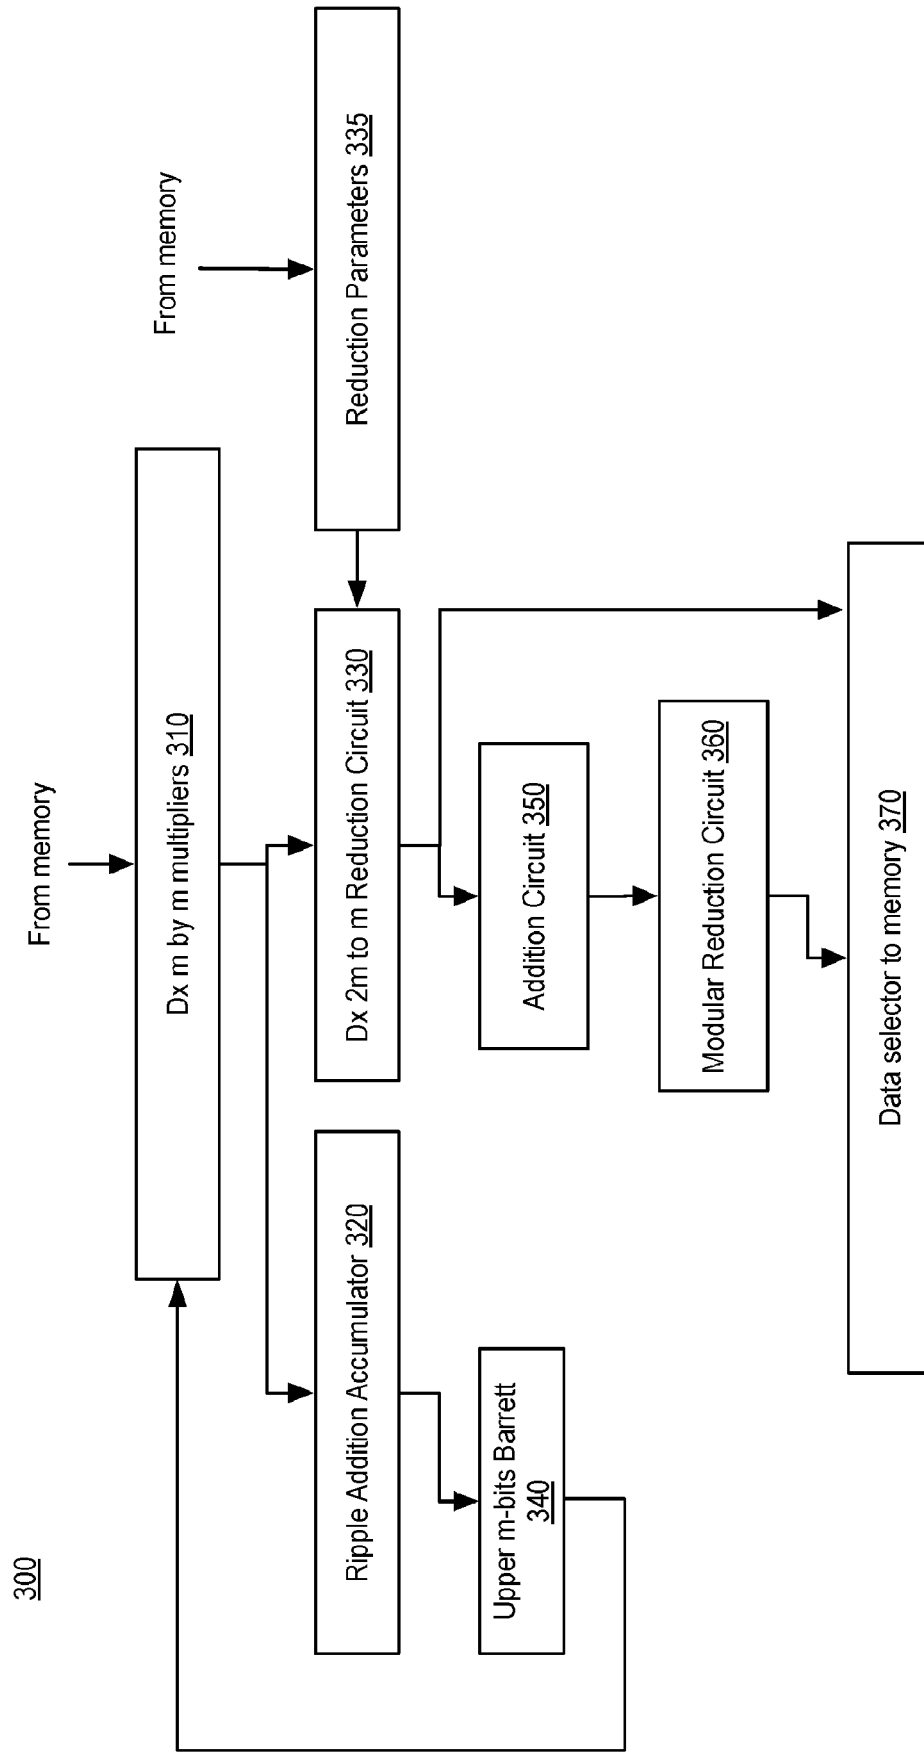 300
From memory
Dx m by m multipliers 310
From memory
Ripple Addition Accumulator 320
Dx 2m to m Reduction Circuit 330
Reduction Parameters 335
Upper m-bits Barrett
340
Addition Circuit 350
Modular Reduction Circuit 360
Data selector to memory 370